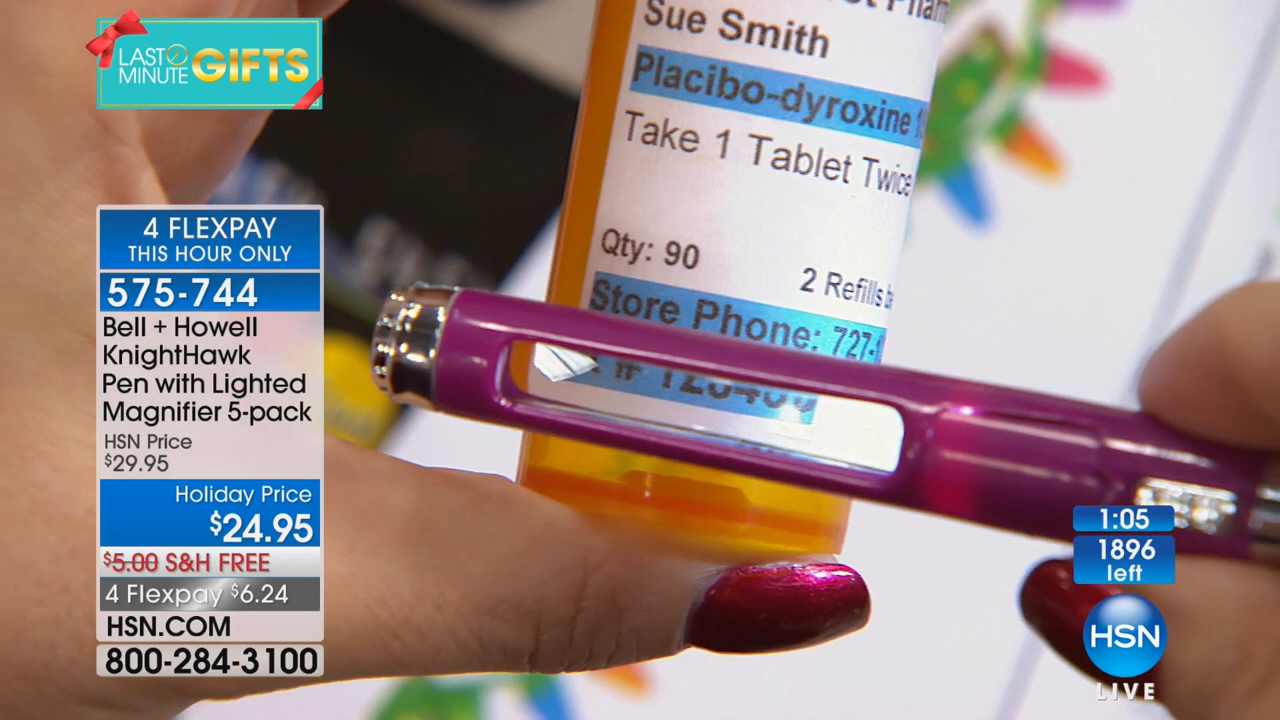 LAST
MINUTE
GIFTS
4 FLEXPAY
THIS HOUR ONLY
575-744
Bell + Howell
KnightHawk
Pen with Lighted
Magnifier 5-pack
HSN Price
$29.95
Holiday Price
$24.95
$5.00 S&H FREE
4 Flexpay $6.24
HSN.COM
800-284-3100
Sue Smith
Placibo-dyroxine
Take 1 Tablet Twice
Qty: 90
2 Refills
Store Phone: 727-
1:05
1896
left
HSN
LIVE